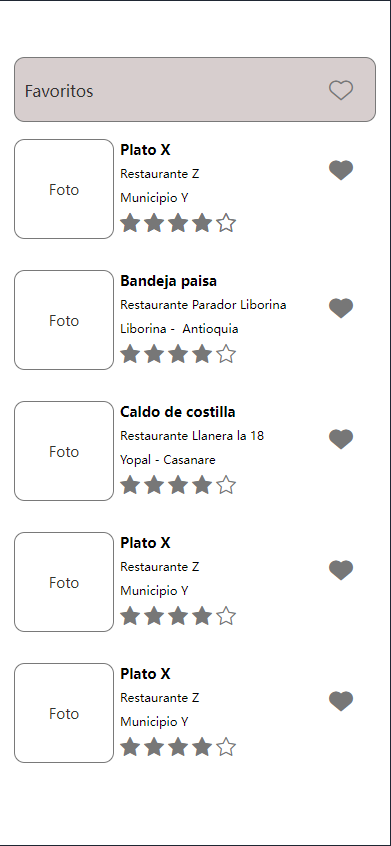 Favoritos
Foto
Plato X
Restaurante Z
Municipio Y
Foto
Bandeja paisa
Restaurante Parador Liborina
Liborina -  Antioquia
Foto
Caldo de costilla
Restaurante Llanera la 18
Yopal - Casanare
Foto
Plato X
Restaurante Z
Municipio Y
Foto
Plato X
Restaurante Z
Municipio Y